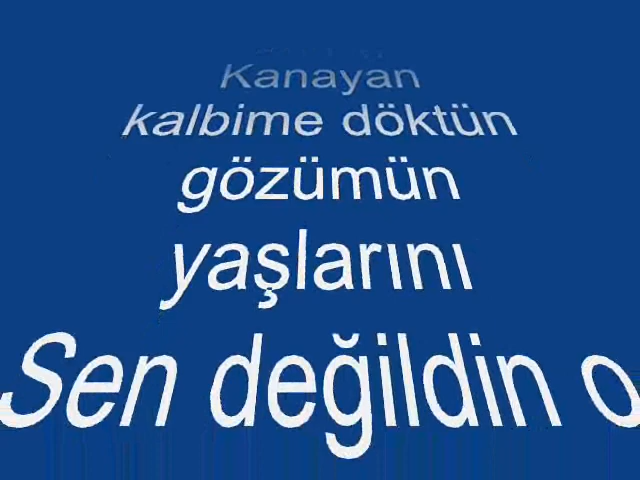 Kanayan
kalbime döktün
gözümün
yaşlarını
Sen değildin o